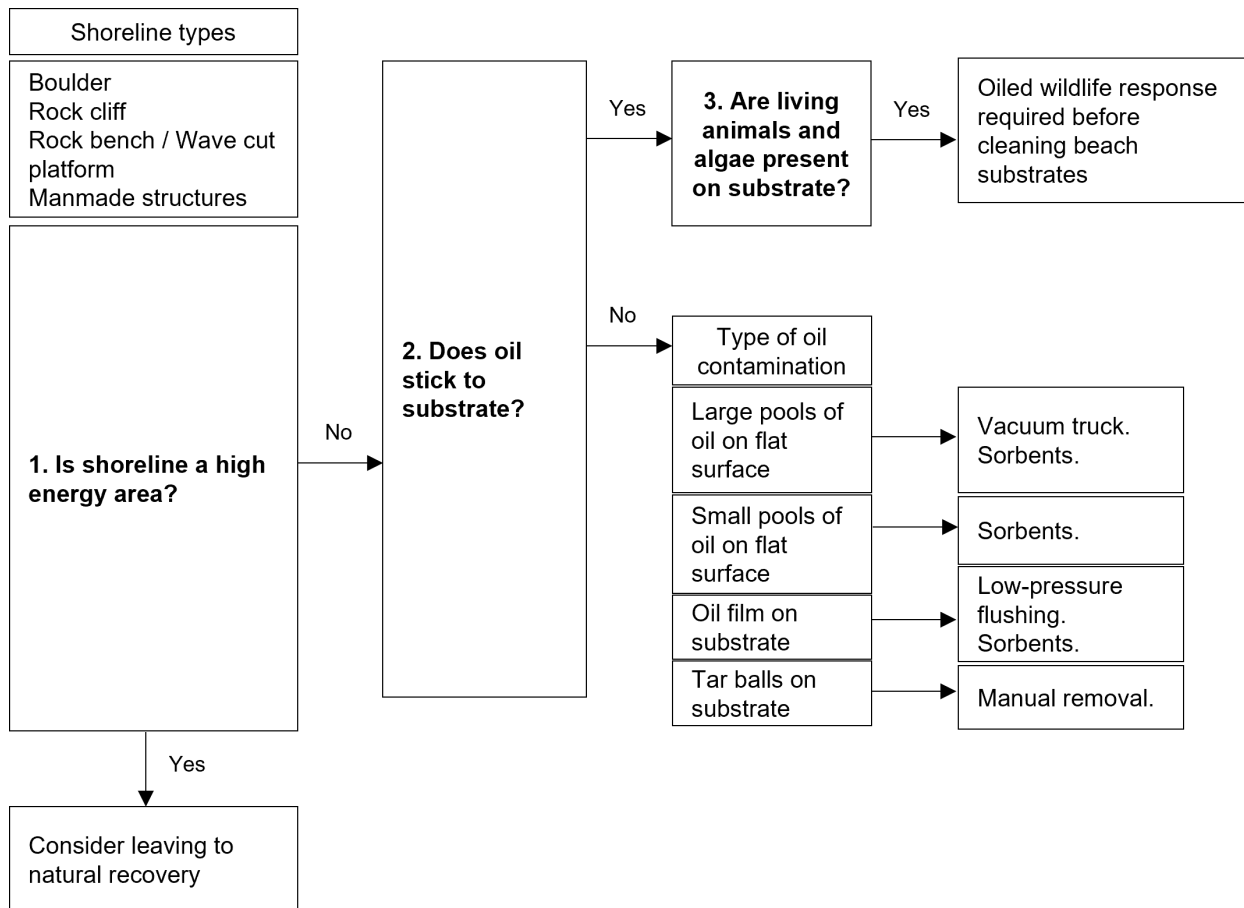 Shoreline types
Boulder
Rock cliff
Rock bench / Wave cut
platform
Manmade structures
1. Is shoreline a high
energy area?
Yes
Consider leaving to
natural recovery
No
2. Does oil
stick to
substrate?
Yes
3. Are living
animals and
algae present
on substrate?
Yes
Oiled wildlife response
required before
cleaning beach
substrates
No
Type of oil
contamination
Large pools of
oil on flat
surface
Vacuum truck.
Sorbents.
Small pools of
oil on flat
surface
Sorbents.
Oil film on
substrate
Low-pressure
flushing.
Sorbents.
Tar balls on
substrate
Manual removal.